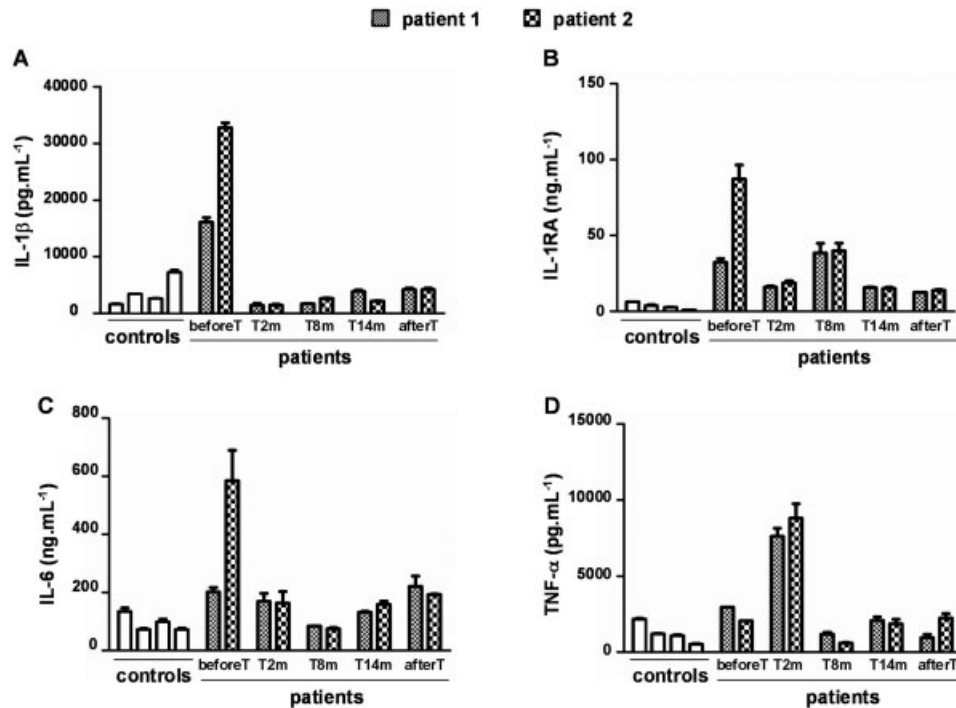 patient 1 patient 2
A
IL-1β (pg.mL⁻¹)
40000
30000
20000
10000
0
controls
beforeT T2m T8m T14m afterT
patients
B
IL-1RA (ng.mL⁻¹)
150
100
50
0
controls
beforeT T2m T8m T14m afterT
patients
C
IL-6 (ng.mL⁻¹)
800
600
400
200
0
controls
beforeT T2m T8m T14m afterT
patients
D
TNF-α (pg.mL⁻¹)
15000
10000
5000
0
controls
beforeT T2m T8m T14m afterT
patients